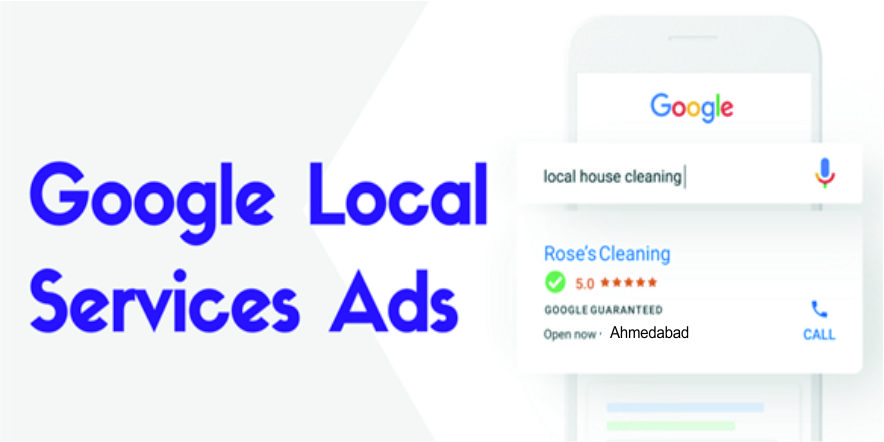 Google Local
Services Ads
Google
local house cleaning
Rose's Cleaning
5.0
GOOGLE GUARANTEED
Open now · Ahmedabad
CALL